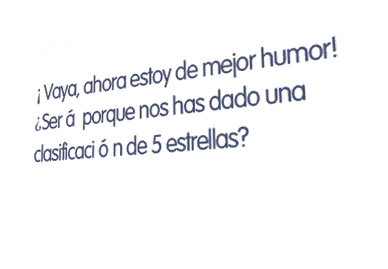 ¡Vaya, ahora estoy de mejor humor!
¿Ser á porque nos has dado una
clasificaci ó n de 5 estrellas?